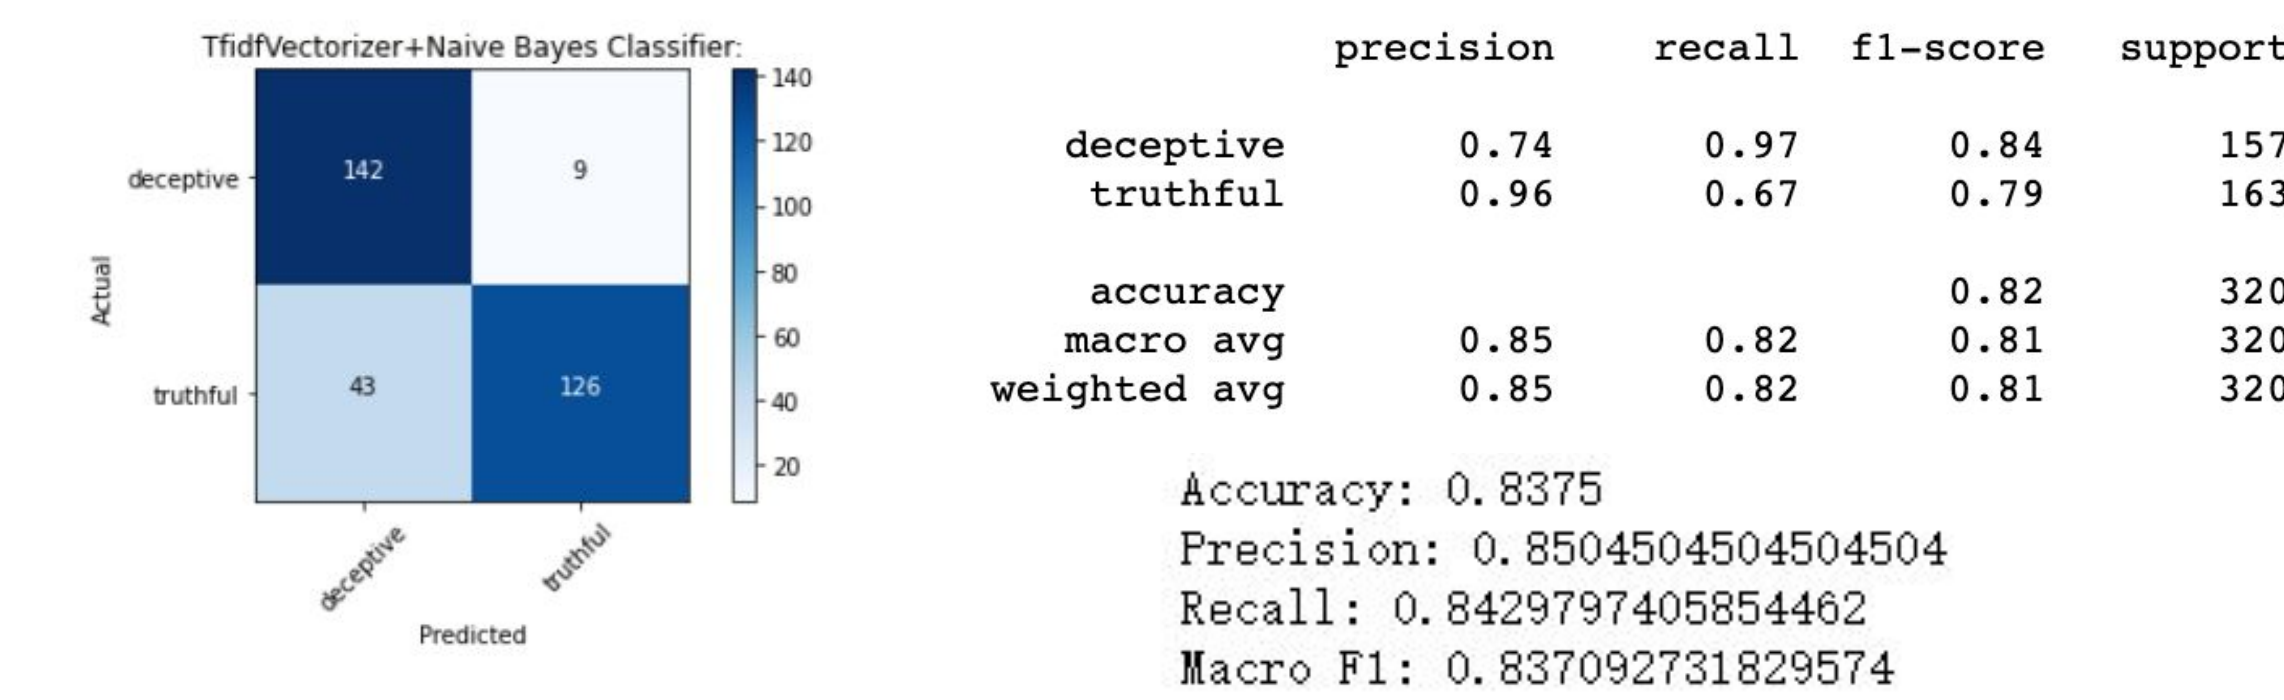 TfidfVectorizer+Naive Bayes Classifier:
140
120
100
80
60
40
20
142 9
43 126
deceptive
truthful
Actual
deceptive truthful
Predicted
precision recall f1-score support
deceptive 0.74 0.97 0.84 157
truthful 0.96 0.67 0.79 163
accuracy 0.82 320
macro avg 0.85 0.82 0.81 320
weighted avg 0.85 0.82 0.81 320
Accuracy: 0.8375
Precision: 0.8504504504504504
Recall: 0.8429797405854462
Macro F1: 0.837092731829574